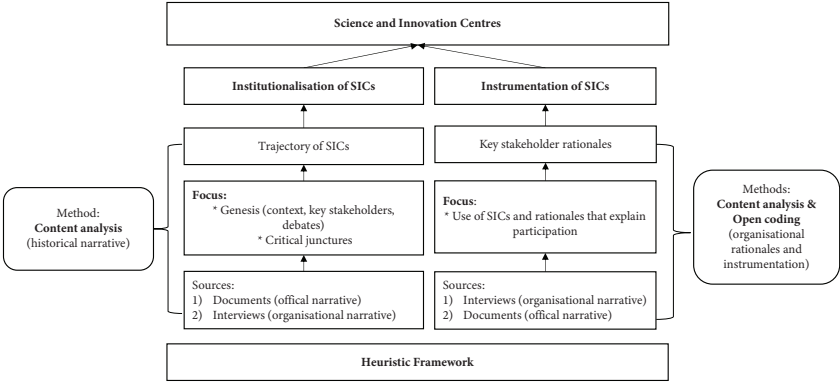 Science and Innovation Centres
Institutionalisation of SICs
Instrumentation of SICs
Trajectory of SICs
Key stakeholder rationales
Method:
Content analysis
(historical narrative)
Focus:
* Genesis (context, key stakeholders,
debates)
* Critical junctures
Focus:
* Use of SICs and rationales that explain
participation
Methods:
Content analysis &
Open coding
(organisational
rationales and
instrumentation)
Sources:
1) Documents (offical narrative)
2) Interviews (organisational narrative)
Sources:
1) Interviews (organisational narrative)
2) Documents (offical narrative)
Heuristic Framework